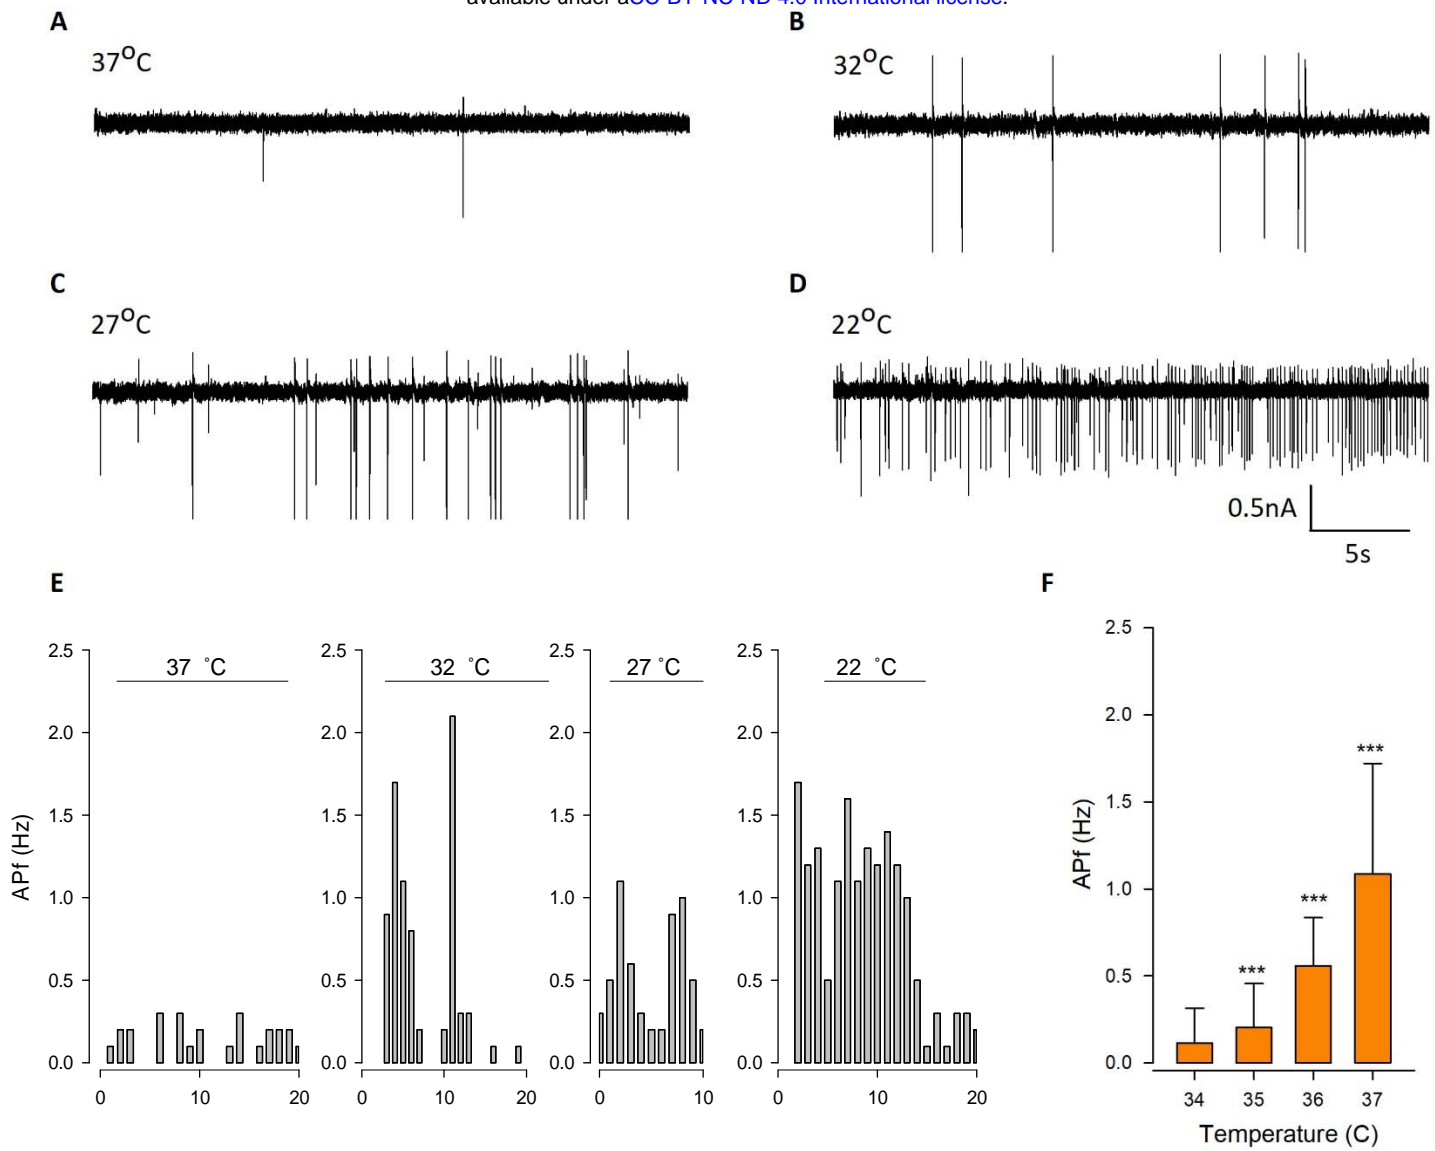 available under aCC-BY-NC-ND 4.0 International license.
A
37°C
B
32°C
C
27°C
D
22°C
0.5nA
5s
E
F
37 °C
32 °C
27 °C
22 °C
APf (Hz)
2.5
2.0
1.5
1.0
0.5
0.0
0 10 20
2.5
2.0
1.5
1.0
0.5
0.0
0 10 20
2.5
2.0
1.5
1.0
0.5
0.0
0 10
2.5
2.0
1.5
1.0
0.5
0.0
0 10 20
APf (Hz)
2.5
2.0
1.5
1.0
0.5
0.0
***
***
***
34 35 36 37
Temperature (C)